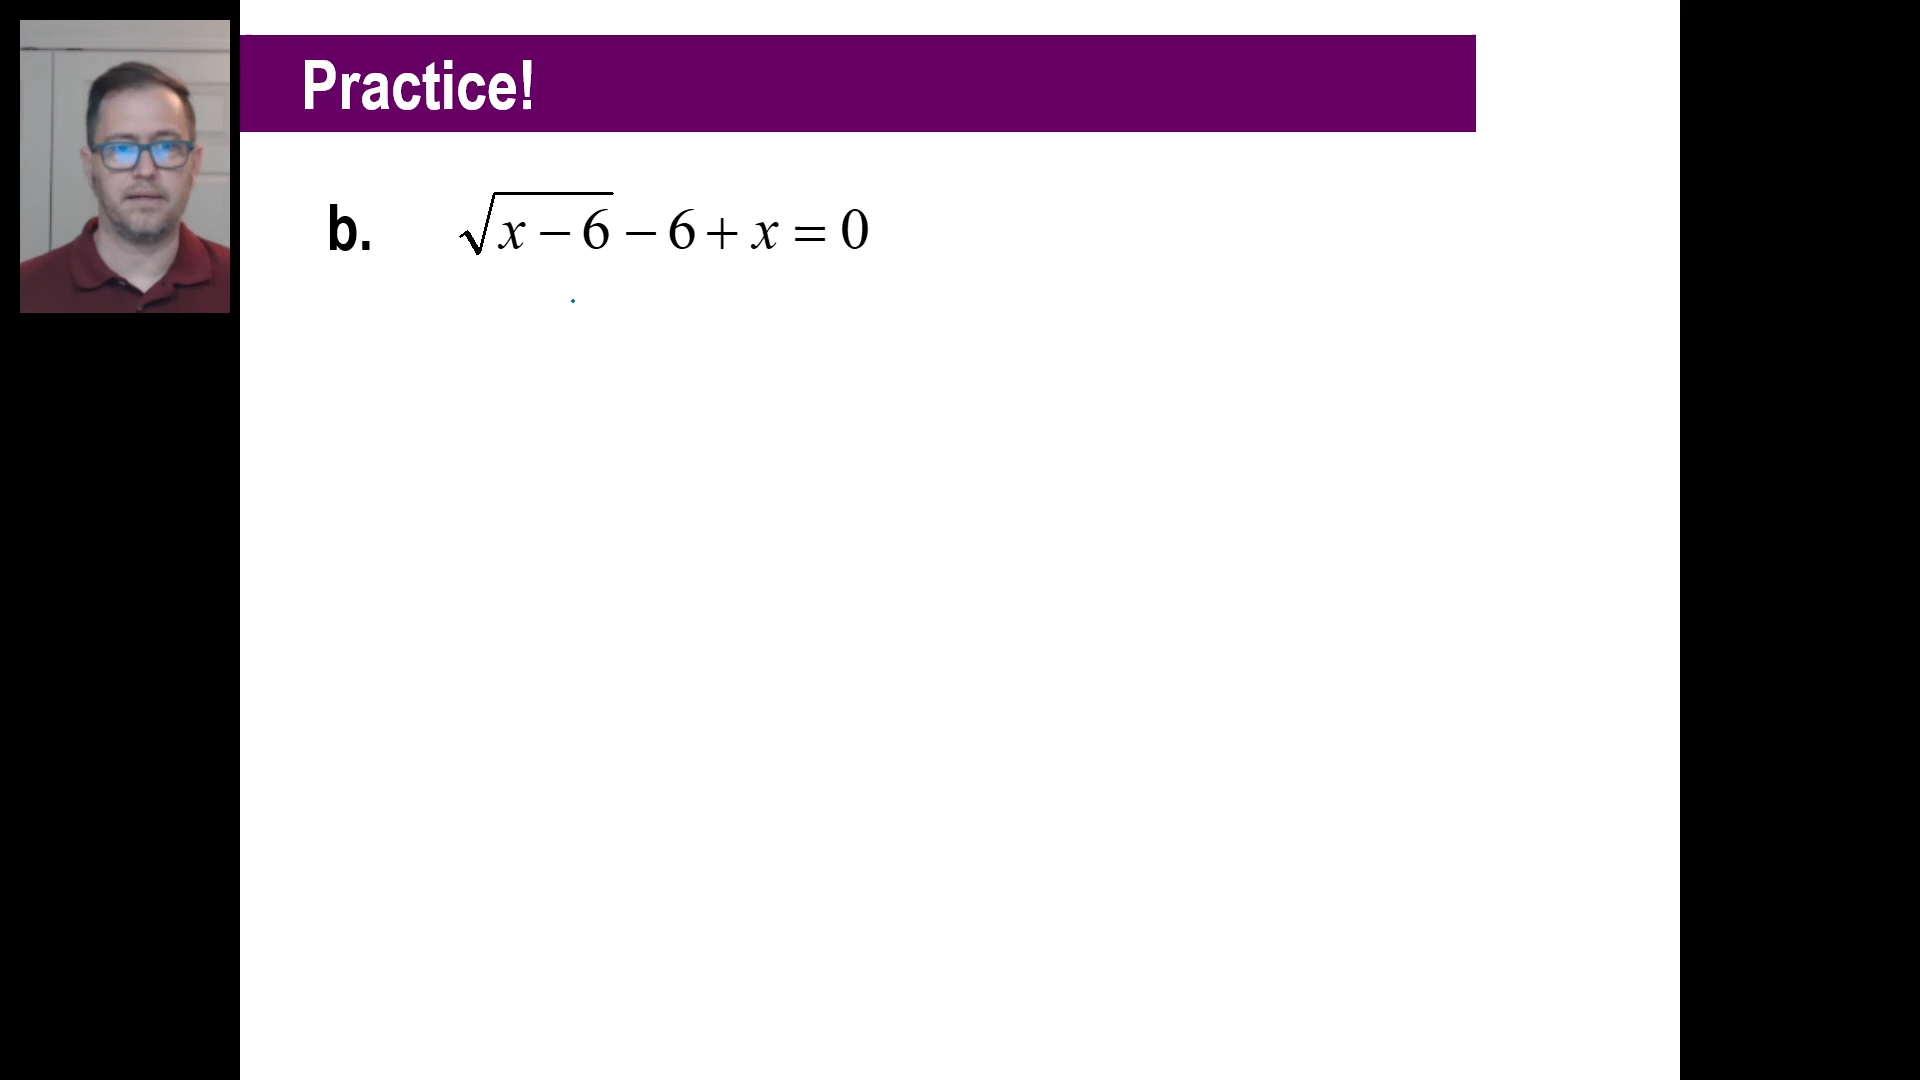 Practice!
b. √(x − 6) − 6 + x = 0